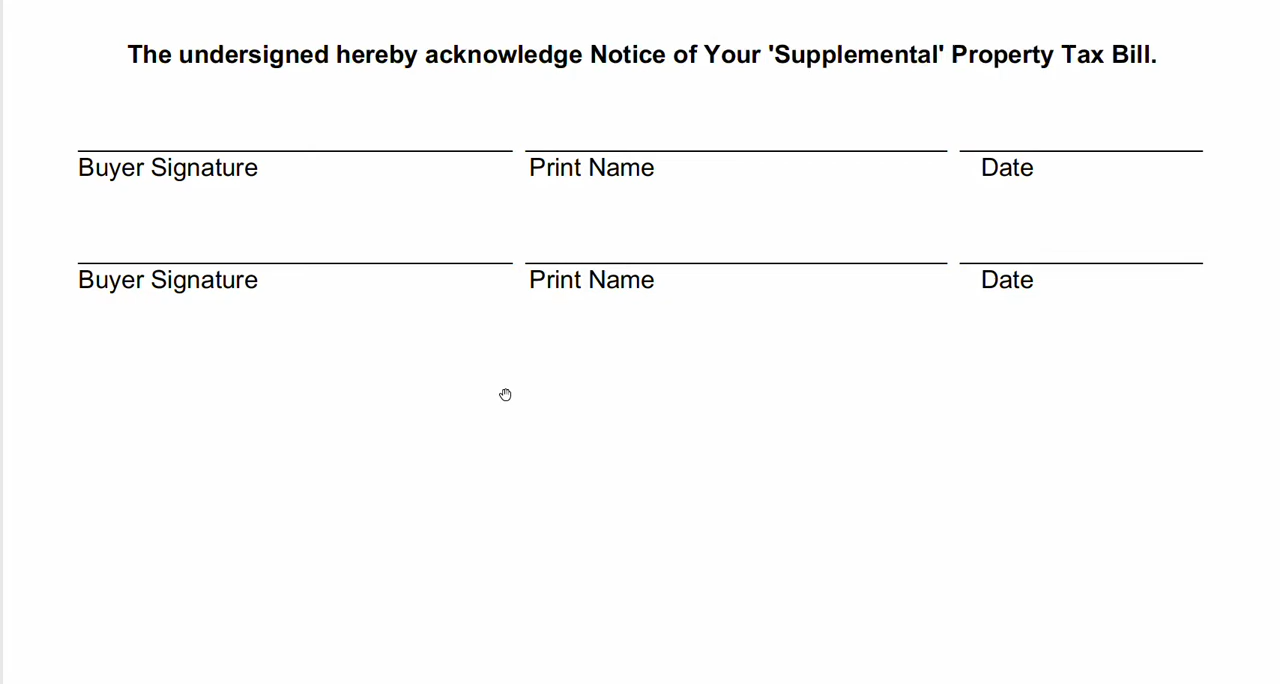 The undersigned hereby acknowledge Notice of Your 'Supplemental' Property Tax Bill.
Buyer Signature Print Name Date
Buyer Signature Print Name Date